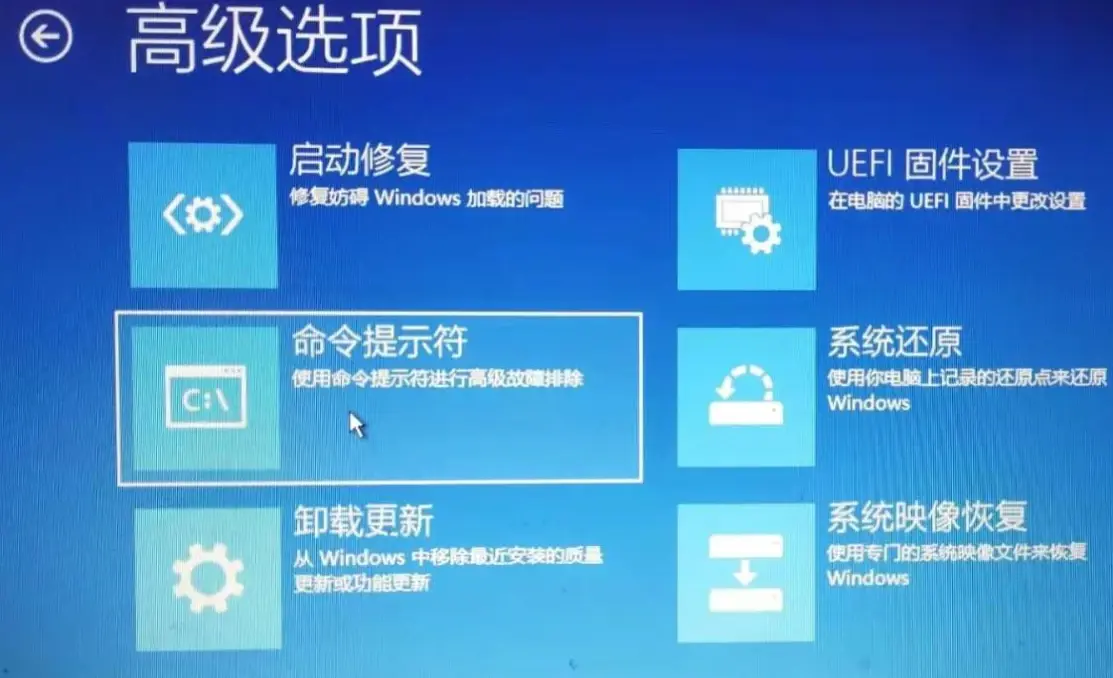 高级选项
启动修复
修复妨碍 Windows 加载的问题
UEFI 固件设置
在电脑的 UEFI 固件中更改设置
命令提示符
使用命令提示符进行高级故障排除
C:\
系统还原
使用你电脑上记录的还原点来还原
Windows
卸载更新
从 Windows 中移除最近安装的质量
更新或功能更新
系统映像恢复
使用专门的系统映像文件来恢复
Windows